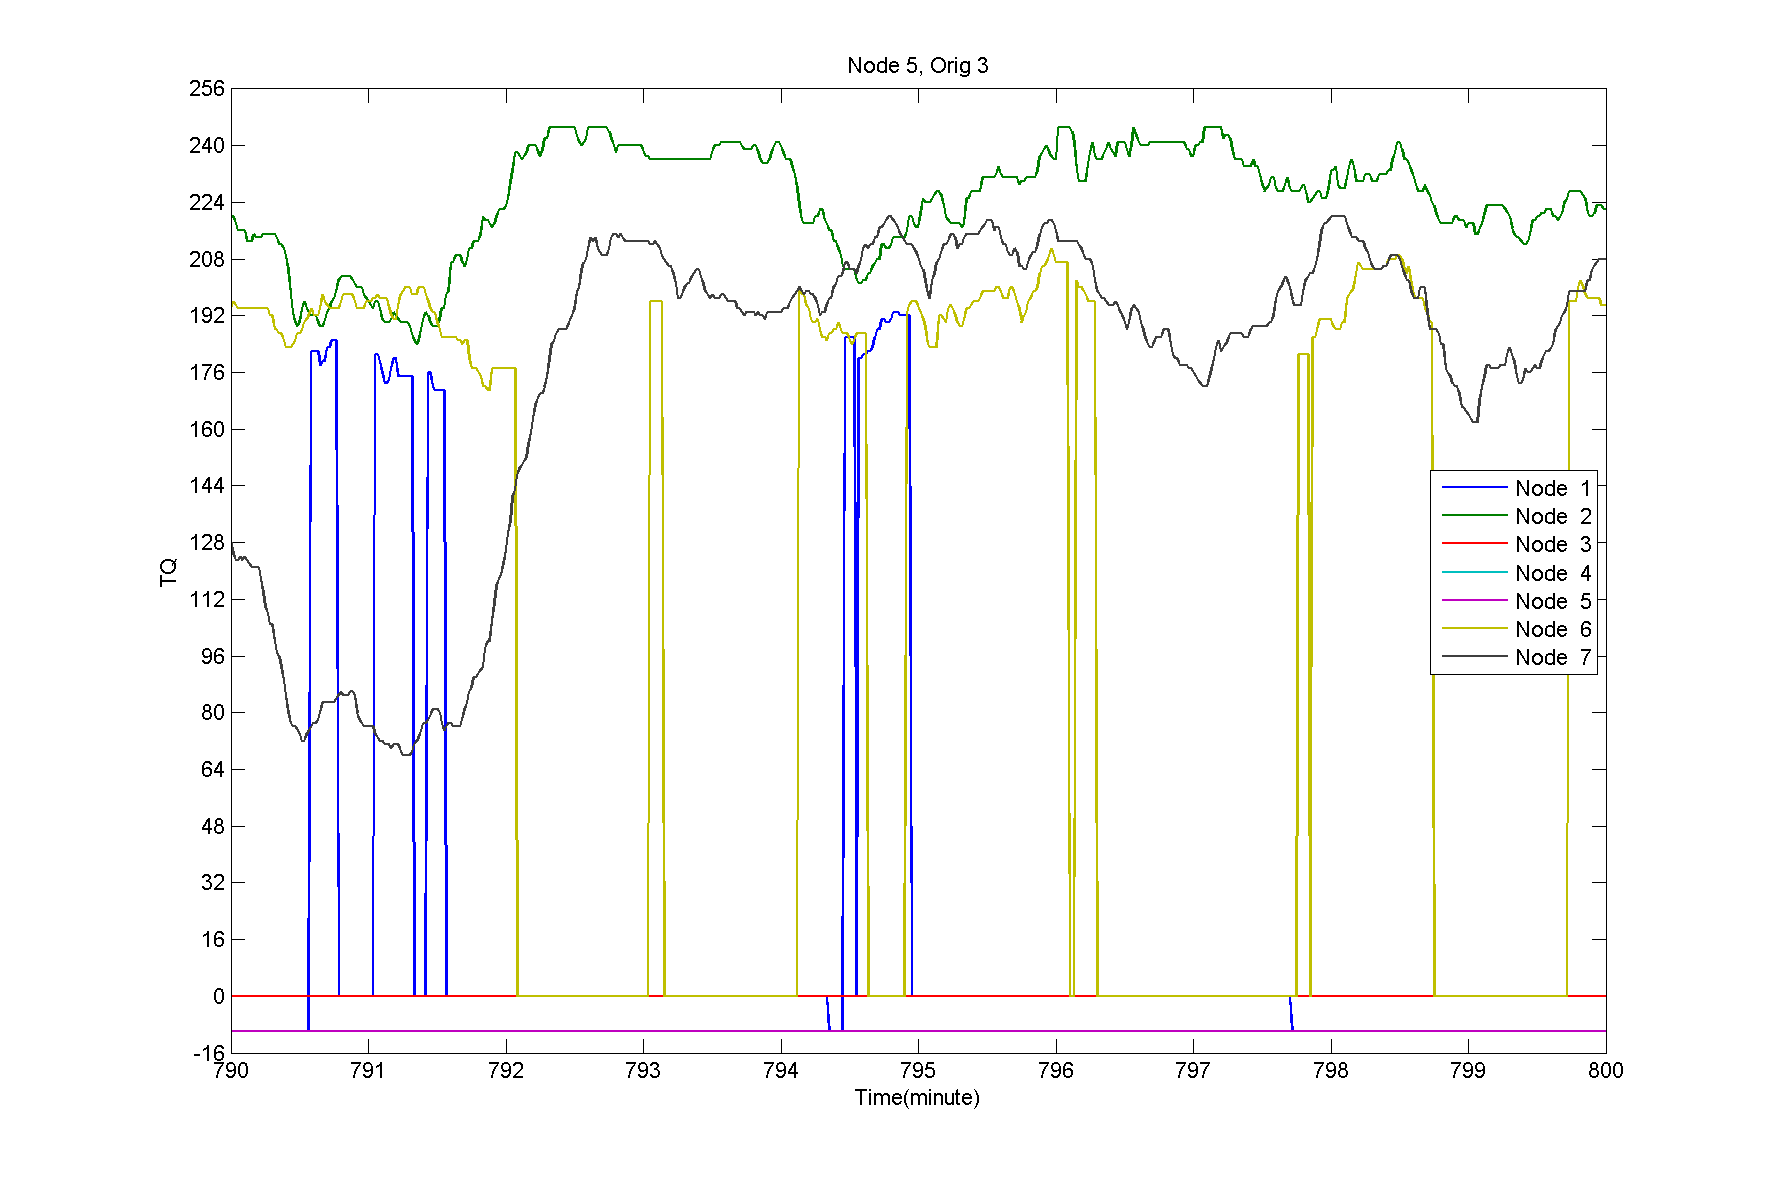 Node 5, Orig 3
256
240
224
208
192
176
160
144
128
112
96
80
64
48
32
16
0
-16
TQ
790 791 792 793 794 795 796 797 798 799 800
Time(minute)
Node 1
Node 2
Node 3
Node 4
Node 5
Node 6
Node 7